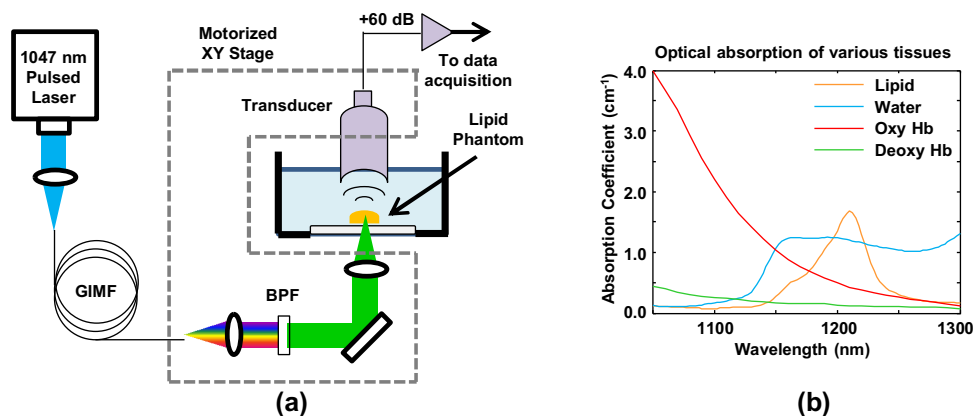 1047 nm
Pulsed
Laser
GIMF
Motorized
XY Stage
+60 dB
To data
acquisition
Transducer
Lipid
Phantom
BPF
(a)
Optical absorption of various tissues
Absorption Coefficient (cm⁻¹)
4.0
3.0
2.0
1.0
0.0
Lipid
Water
Oxy Hb
Deoxy Hb
1100
1200
1300
Wavelength (nm)
(b)